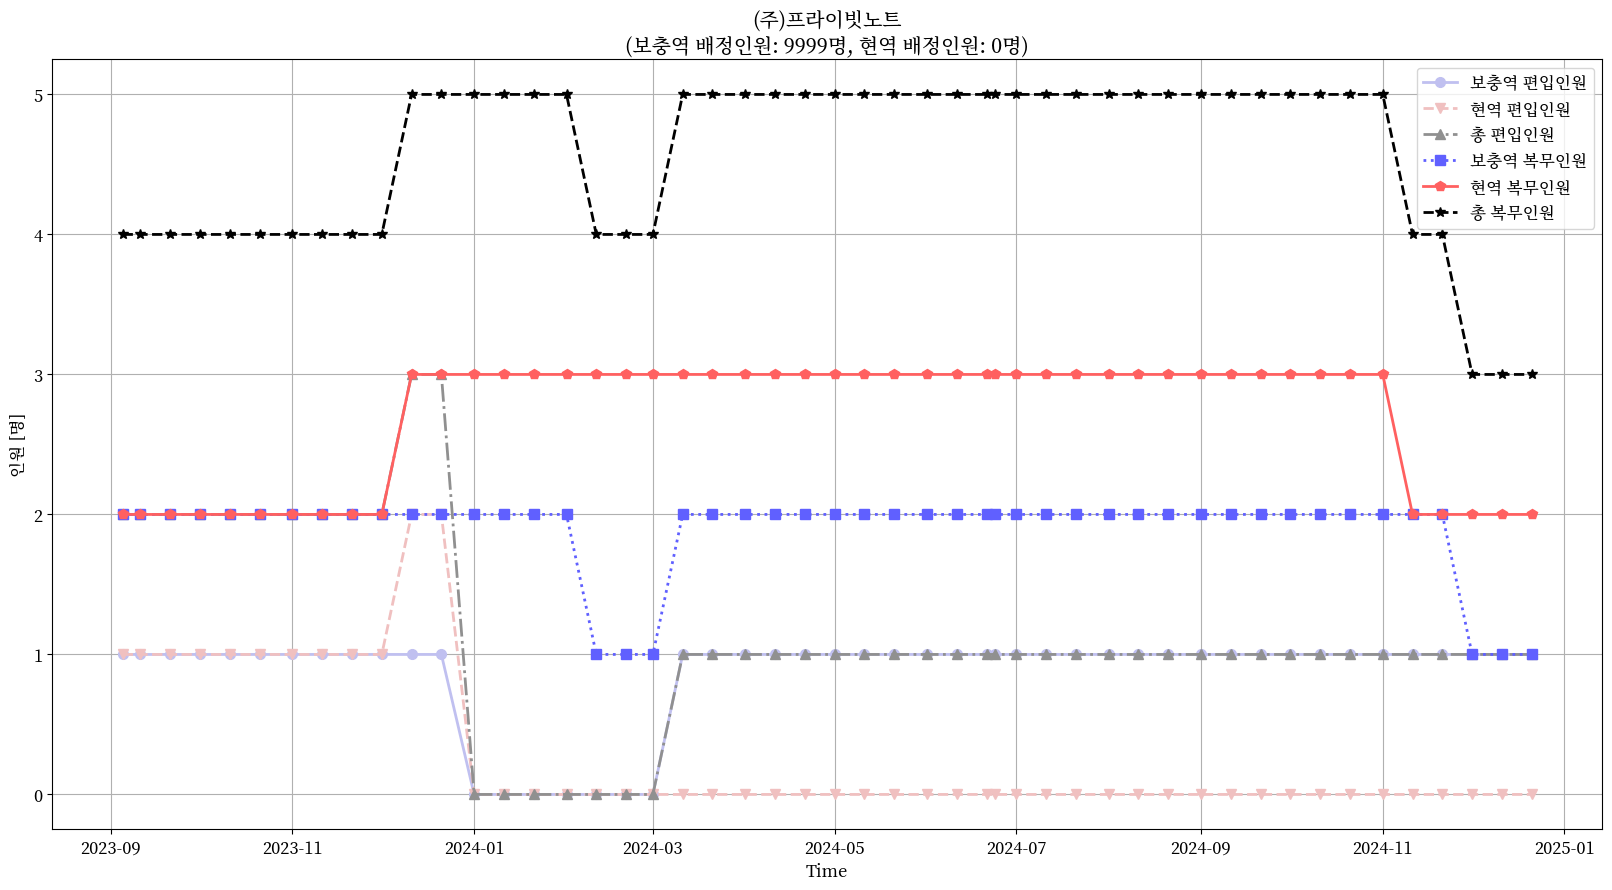 (주)프라이빗노트
(보충역 배정인원: 9999명, 현역 배정인원: 0명)
보충역 편입인원
현역 편입인원
총 편입인원
보충역 복무인원
현역 복무인원
총 복무인원
인원 [명]
5
4
3
2
1
0
2023-09
2023-11
2024-01
2024-03
2024-05
2024-07
2024-09
2024-11
2025-01
Time